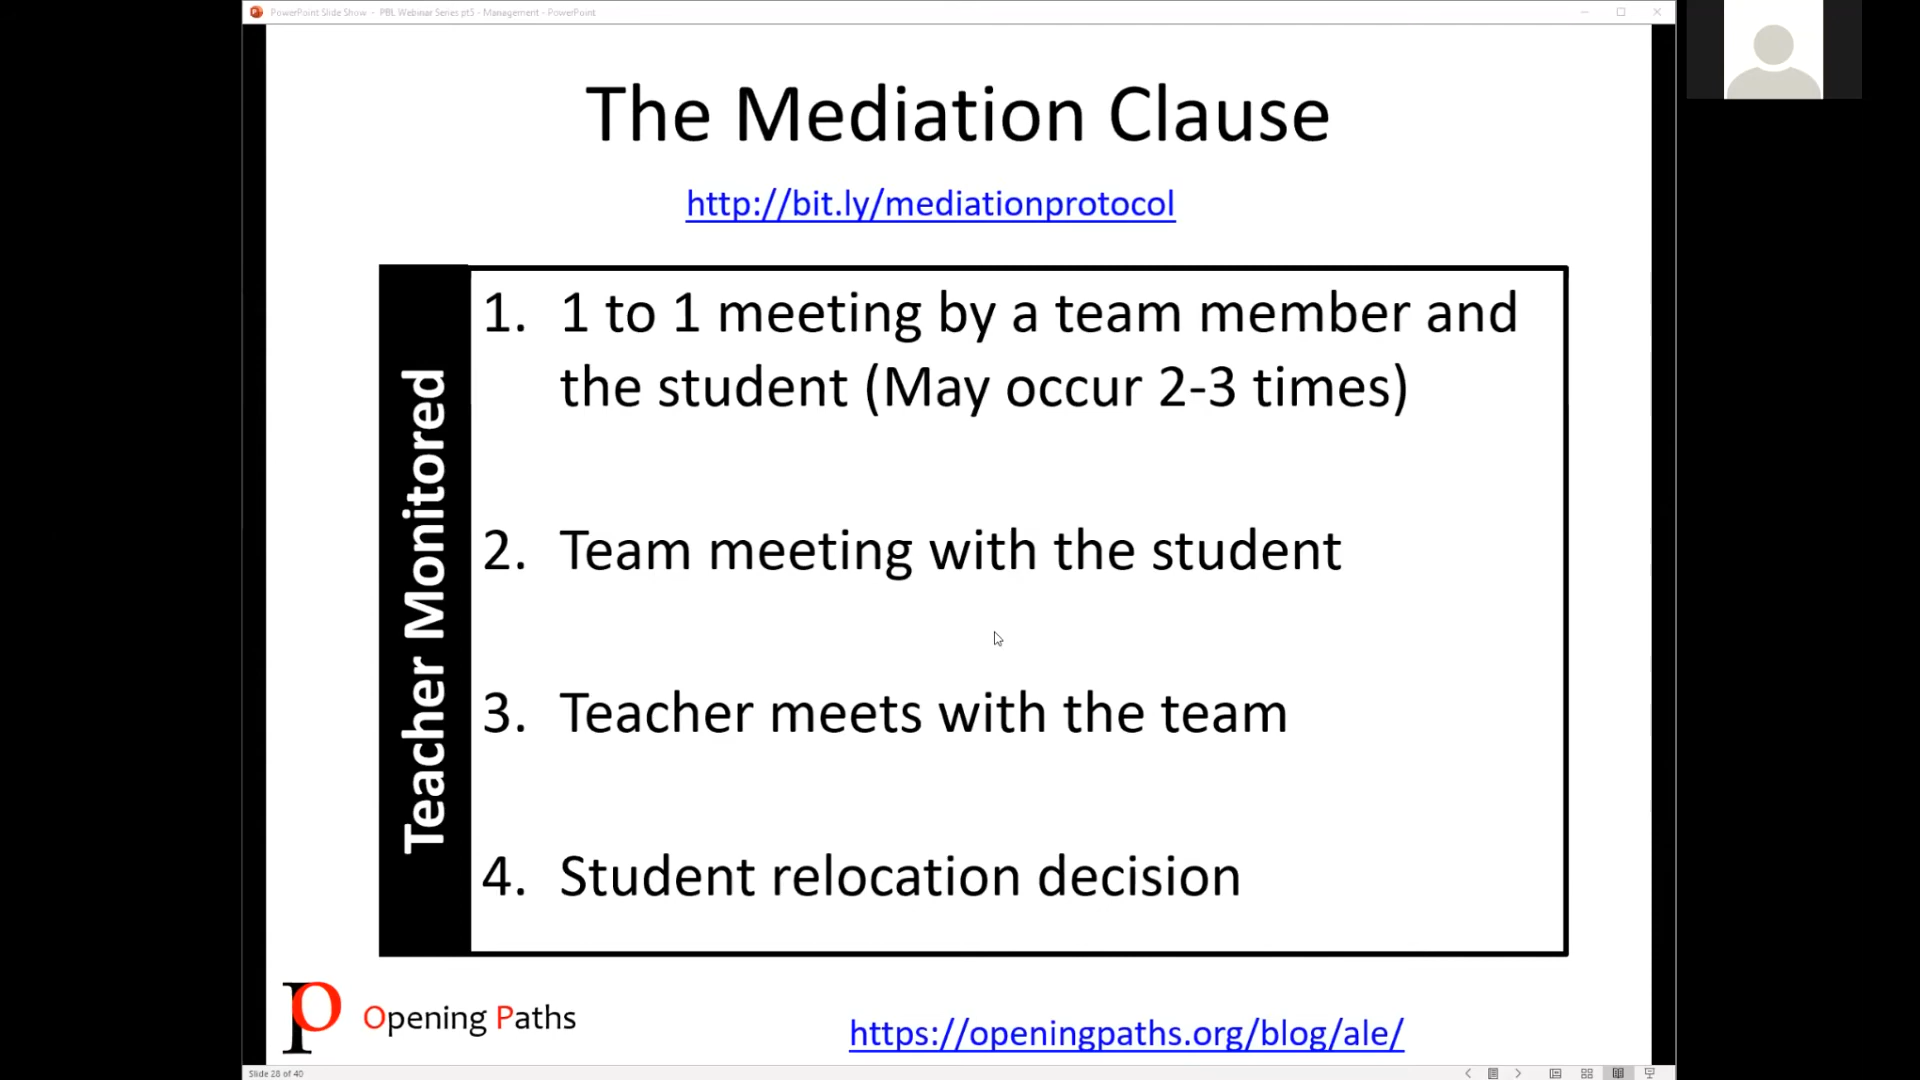 PowerPoint Slide Show - PBL Webinar Series pt5 - Management - PowerPoint
The Mediation Clause
http://bit.ly/mediationprotocol
Teacher Monitored
1. 1 to 1 meeting by a team member and
the student (May occur 2-3 times)
2. Team meeting with the student
3. Teacher meets with the team
4. Student relocation decision
Opening Paths
https://openingpaths.org/blog/ale/
Slide 28 of 40